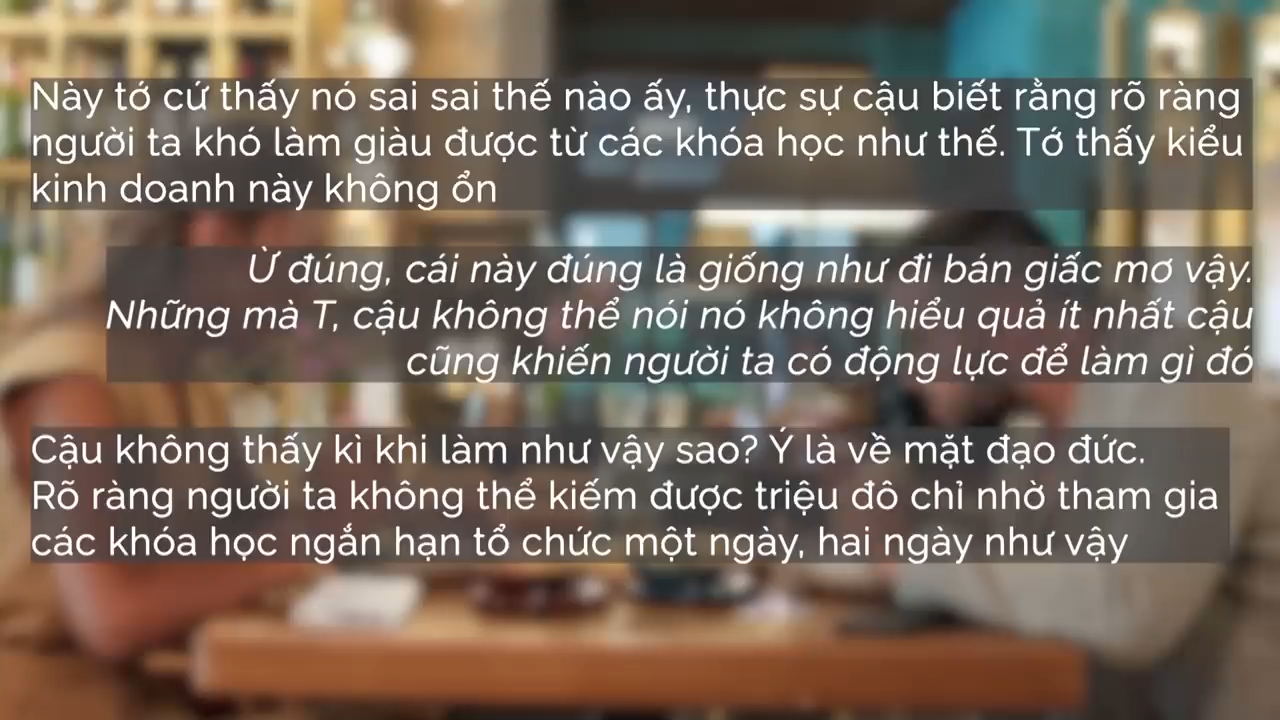 Này tớ cứ thấy nó sai sai thế nào ấy, thực sự cậu biết rằng rõ ràng
người ta khó làm giàu được từ các khóa học như thế. Tớ thấy kiểu
kinh doanh này không ổn
Ừ đúng, cái này đúng là giống như đi bán giấc mơ vậy.
Những mà T, cậu không thể nói nó không hiểu quả ít nhất cậu
cũng khiến người ta có động lực để làm gì đó
Cậu không thấy kì khi làm như vậy sao? Ý là về mặt đạo đức.
Rõ ràng người ta không thể kiếm được triệu đô chỉ nhờ tham gia
các khóa học ngắn hạn tổ chức một ngày, hai ngày như vậy